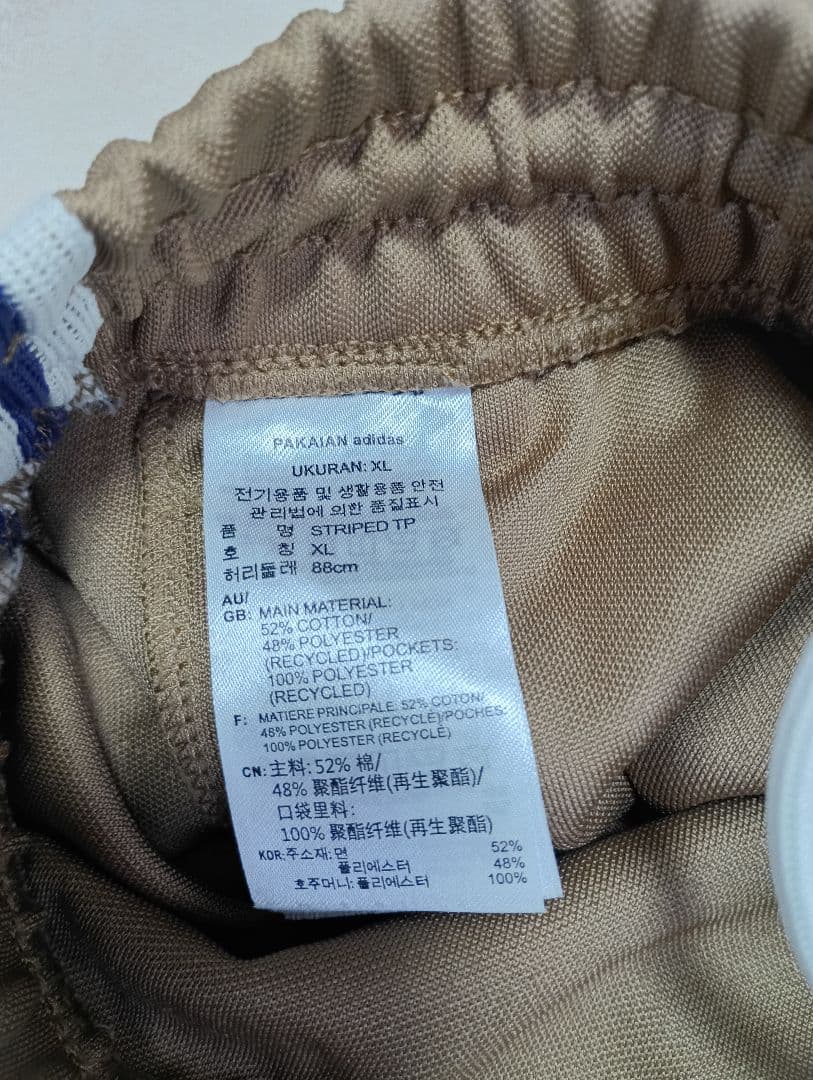 PAKAIAN adidas
UKURAN: XL
전기용품 및 생활용품 안전
관리법에 의한 품질표시
품 명 STRIPED TP
호 칭 XL
허리둘레 88cm
AU/
GB: MAIN MATERIAL:
52% COTTON/
48% POLYESTER
(RECYCLED)/POCKETS:
100% POLYESTER
(RECYCLED)
F: MATIERE PRINCIPALE: 52% COTON/
48% POLYESTER (RECYCLÉ)/POCHES:
100% POLYESTER (RECYCLÉ)
CN: 主料: 52% 棉/
48% 聚酯纤维(再生聚酯)/
口袋里料:
100% 聚酯纤维(再生聚酯)
KOR: 주소재: 면 52%
폴리에스터 48%
호주머니: 폴리에스터 100%